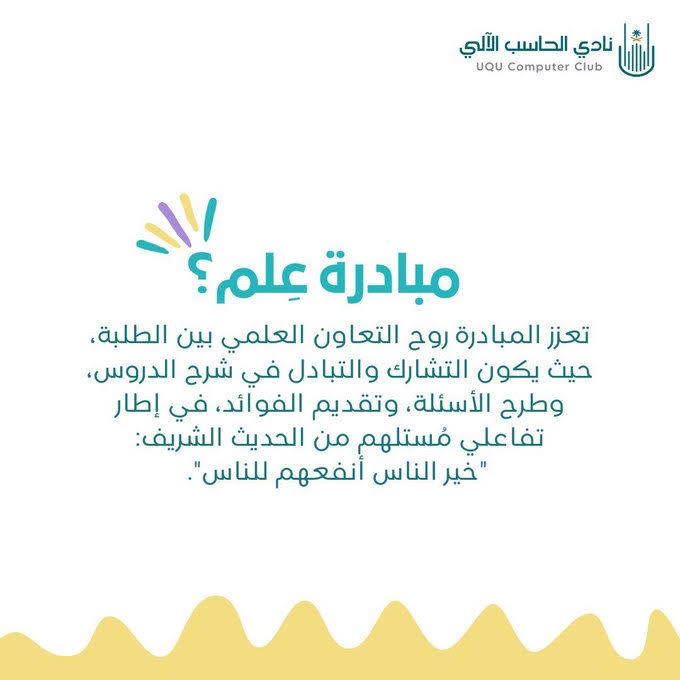 نادي الحاسب الآلي
UQU Computer Club
مبادرة عِلم؟
تعزز المبادرة روح التعاون العلمي بين الطلبة،
حيث يكون التشارك والتبادل في شرح الدروس،
وطرح الأسئلة، وتقديم الفوائد، في إطار
تفاعلي مُستلهم من الحديث الشريف:
"خير الناس أنفعهم للناس".